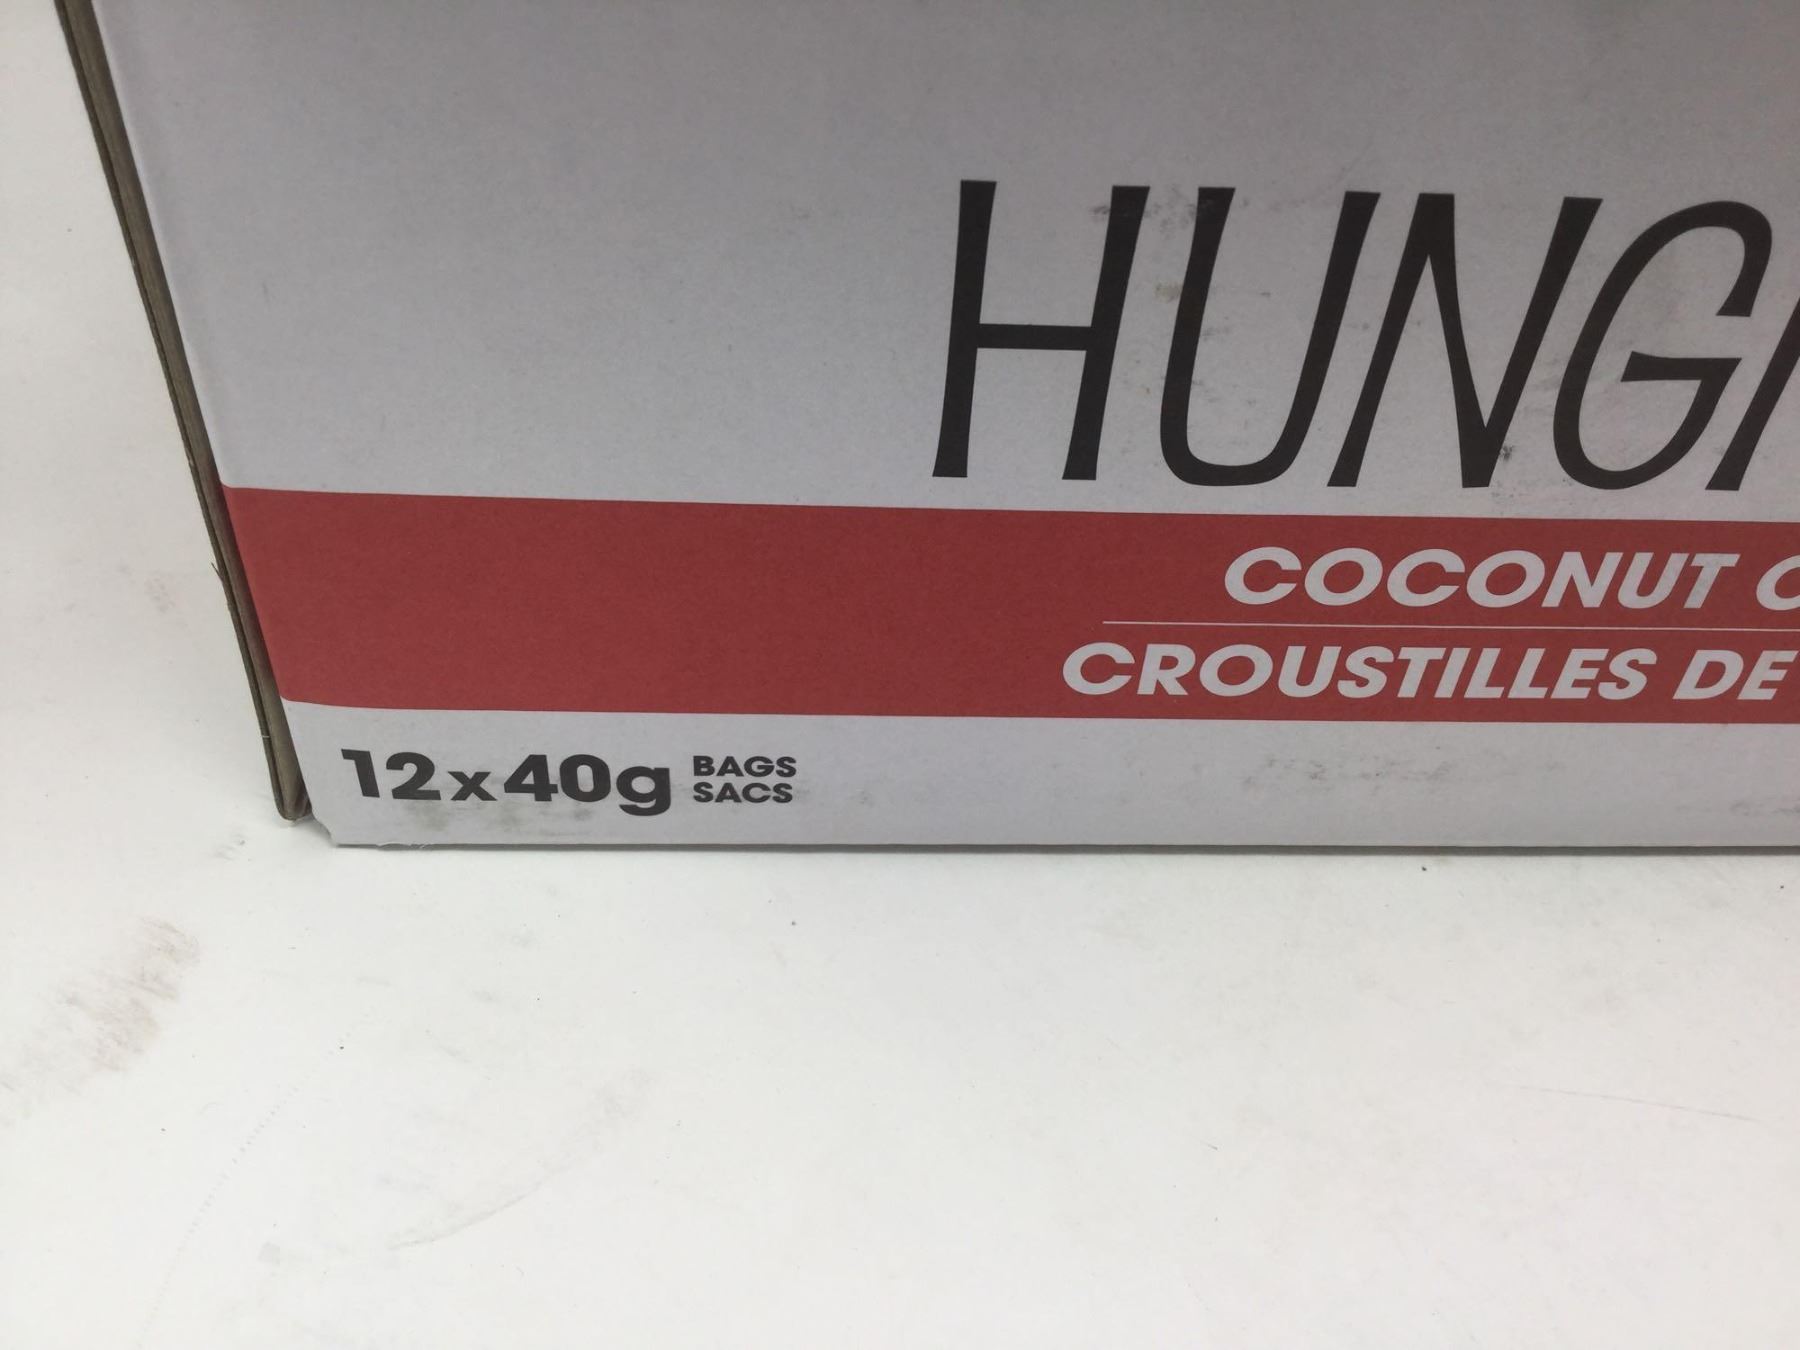 HUNG
COCONUT
CROUSTILLES DE
12x40g BAGS
SACS